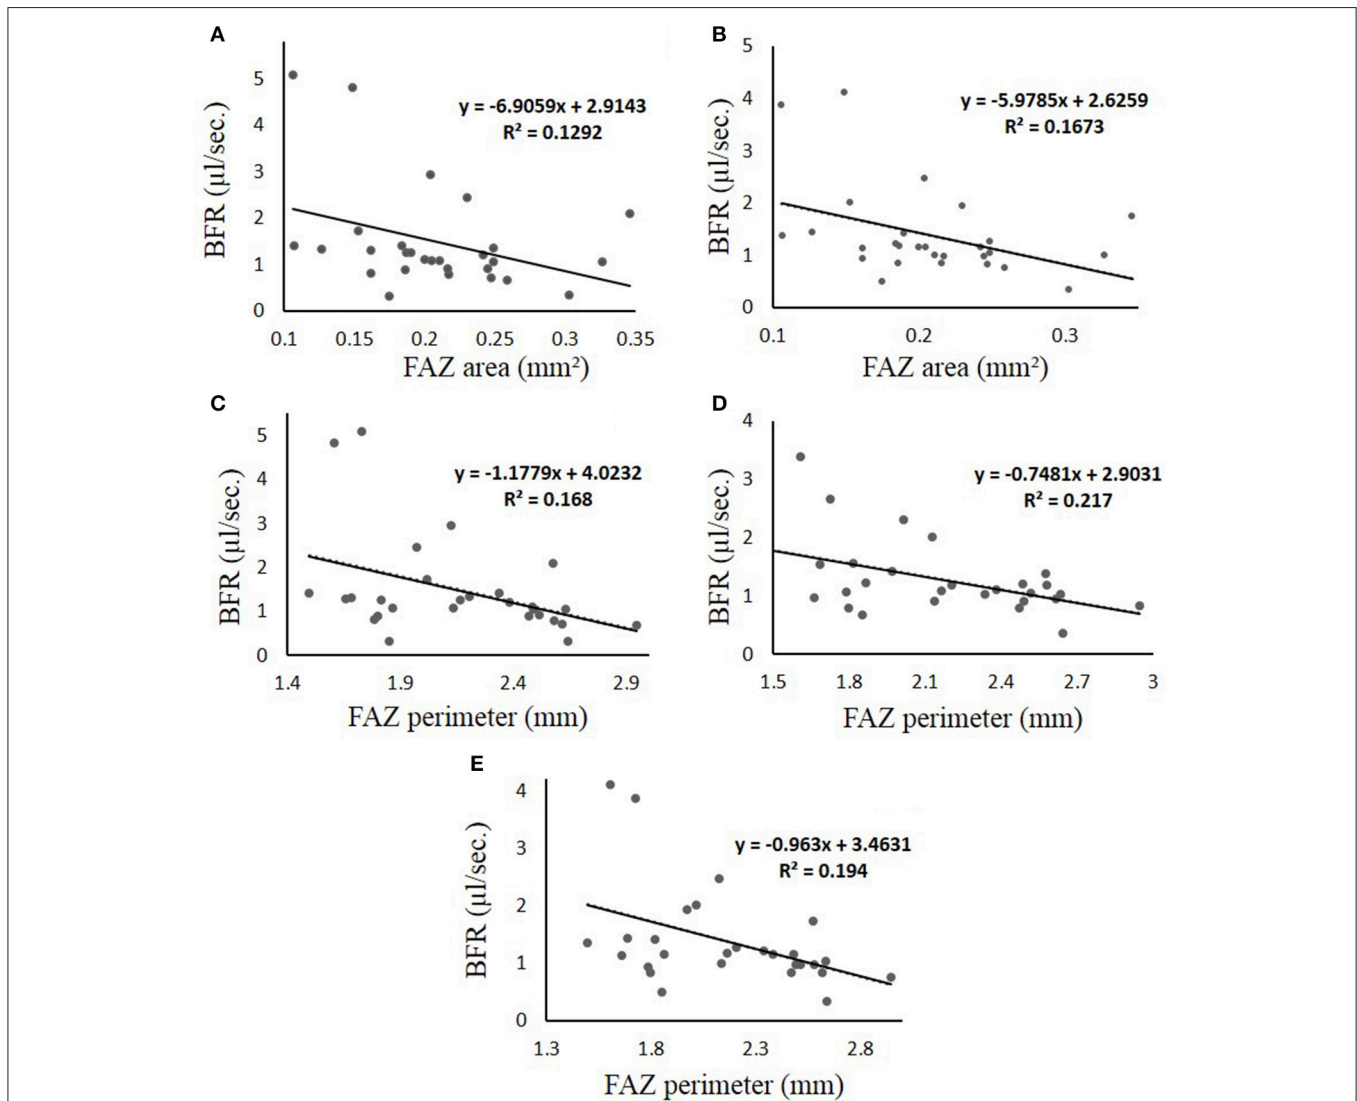 A
5
4
3
2
1
0
BFR (µl/sec.)
y = -6.9059x + 2.9143
R² = 0.1292
0.1 0.15 0.2 0.25 0.3 0.35
FAZ area (mm²)
B
5
4
3
2
1
0
BFR (µl/sec.)
y = -5.9785x + 2.6259
R² = 0.1673
0.1 0.2 0.3
FAZ area (mm²)
C
5
4
3
2
1
0
BFR (µl/sec.)
y = -1.1779x + 4.0232
R² = 0.168
1.4 1.9 2.4 2.9
FAZ perimeter (mm)
D
4
3
2
1
0
BFR (µl/sec.)
y = -0.7481x + 2.9031
R² = 0.217
1.5 1.8 2.1 2.4 2.7 3
FAZ perimeter (mm)
E
4
3
2
1
0
BFR (µl/sec.)
y = -0.963x + 3.4631
R² = 0.194
1.3 1.8 2.3 2.8
FAZ perimeter (mm)